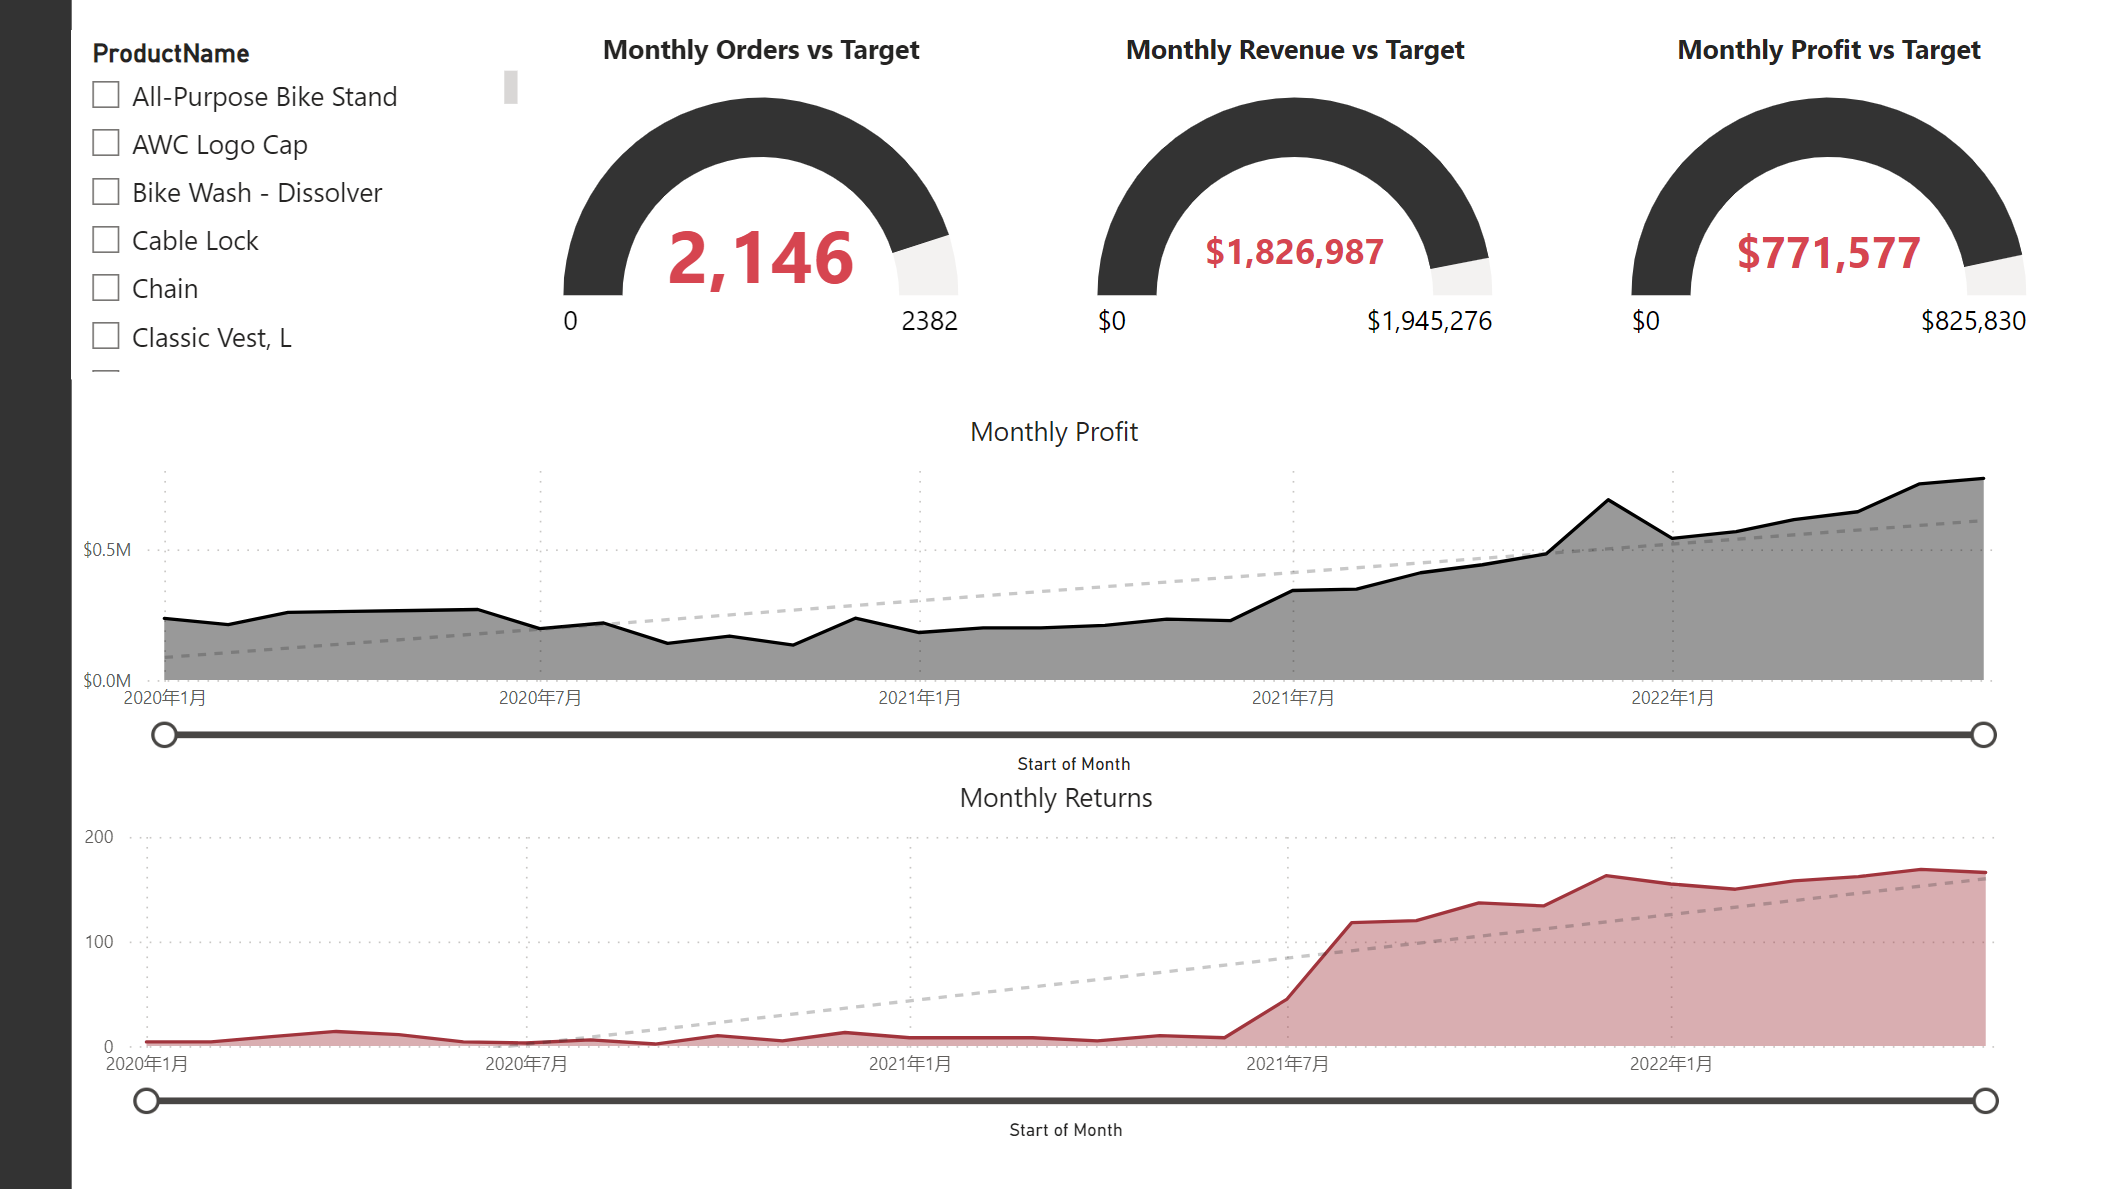 ProductName
All-Purpose Bike Stand
AWC Logo Cap
Bike Wash - Dissolver
Cable Lock
Chain
Classic Vest, L
Monthly Orders vs Target
2,146
0
2382
Monthly Revenue vs Target
$1,826,987
$0
$1,945,276
Monthly Profit vs Target
$771,577
$0
$825,830
Monthly Profit
$0.5M
$0.0M
2020年1月
2020年7月
2021年1月
2021年7月
2022年1月
Start of Month
Monthly Returns
200
100
0
2020年1月
2020年7月
2021年1月
2021年7月
2022年1月
Start of Month